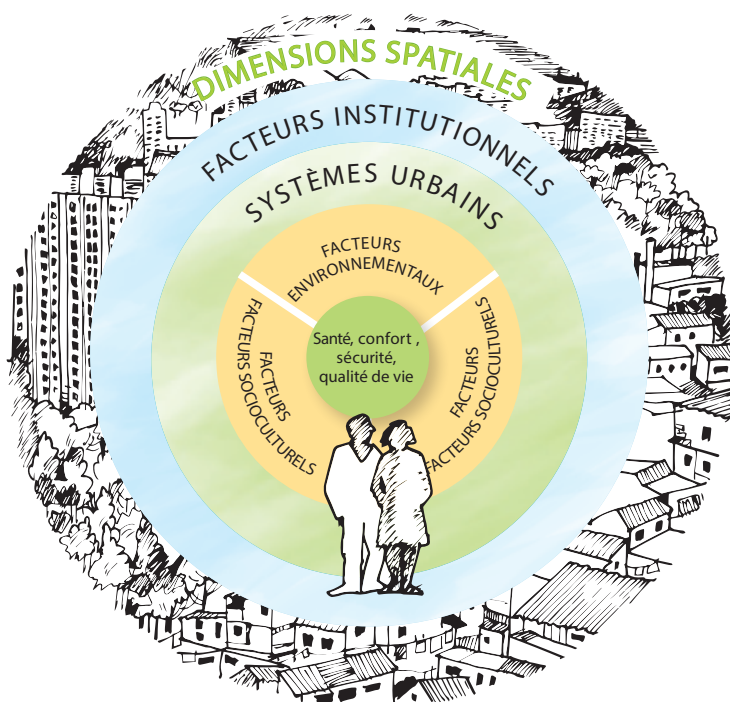 DIMENSIONS SPATIALES
FACTEURS INSTITUTIONNELS
SYSTÈMES URBAINS
FACTEURS
ENVIRONNEMENTAUX
FACTEURS
FACTEURS SOCIOCULTURELS
Santé, confort ,
sécurité,
qualité de vie
FACTEURS
FACTEURS SOCIOCULTURELS